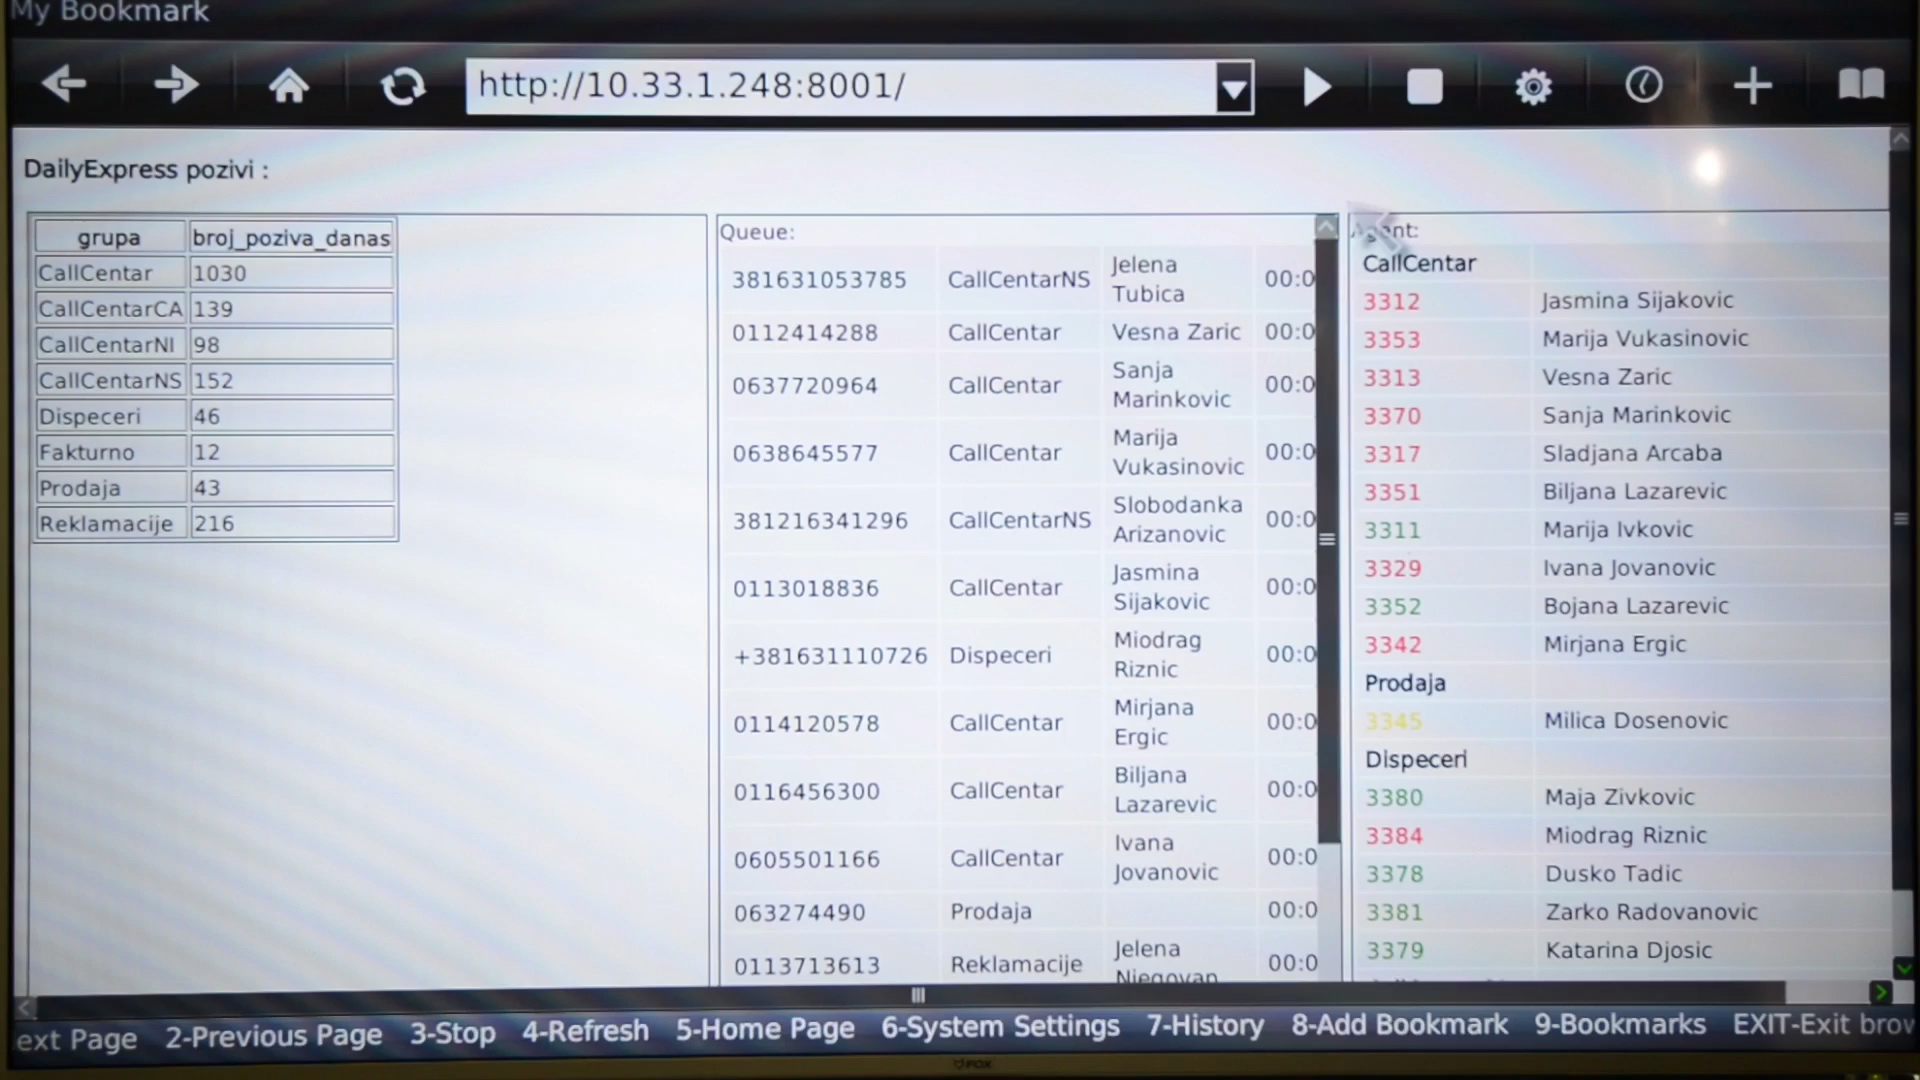 My Bookmark
http://10.33.1.248:8001/
DailyExpress pozivi :
grupa broj_poziva_danas
CallCentar 1030
CallCentarCA 139
CallCentarNI 98
CallCentarNS 152
Dispeceri 46
Fakturno 12
Prodaja 43
Reklamacije 216
Queue:
381631053785 CallCentarNS Jelena Tubica 00:0
0112414288 CallCentar Vesna Zaric 00:0
0637720964 CallCentar Sanja Marinkovic 00:0
0638645577 CallCentar Marija Vukasinovic 00:0
381216341296 CallCentarNS Slobodanka Arizanovic 00:0
0113018836 CallCentar Jasmina Sijakovic 00:0
+381631110726 Dispeceri Miodrag Riznic 00:0
0114120578 CallCentar Mirjana Ergic 00:0
0116456300 CallCentar Biljana Lazarevic 00:0
0605501166 CallCentar Ivana Jovanovic 00:0
063274490 Prodaja 00:0
0113713613 Reklamacije Jelena Njegovan 00:0
Agent:
CallCentar
3312 Jasmina Sijakovic
3353 Marija Vukasinovic
3313 Vesna Zaric
3370 Sanja Marinkovic
3317 Sladjana Arcaba
3351 Biljana Lazarevic
3311 Marija Ivkovic
3329 Ivana Jovanovic
3352 Bojana Lazarevic
3342 Mirjana Ergic
Prodaja
3345 Milica Dosenovic
Dispeceri
3380 Maja Zivkovic
3384 Miodrag Riznic
3378 Dusko Tadic
3381 Zarko Radovanovic
3379 Katarina Djosic
ext Page 2-Previous Page 3-Stop 4-Refresh 5-Home Page 6-System Settings 7-History 8-Add Bookmark 9-Bookmarks EXIT-Exit brow
FOX